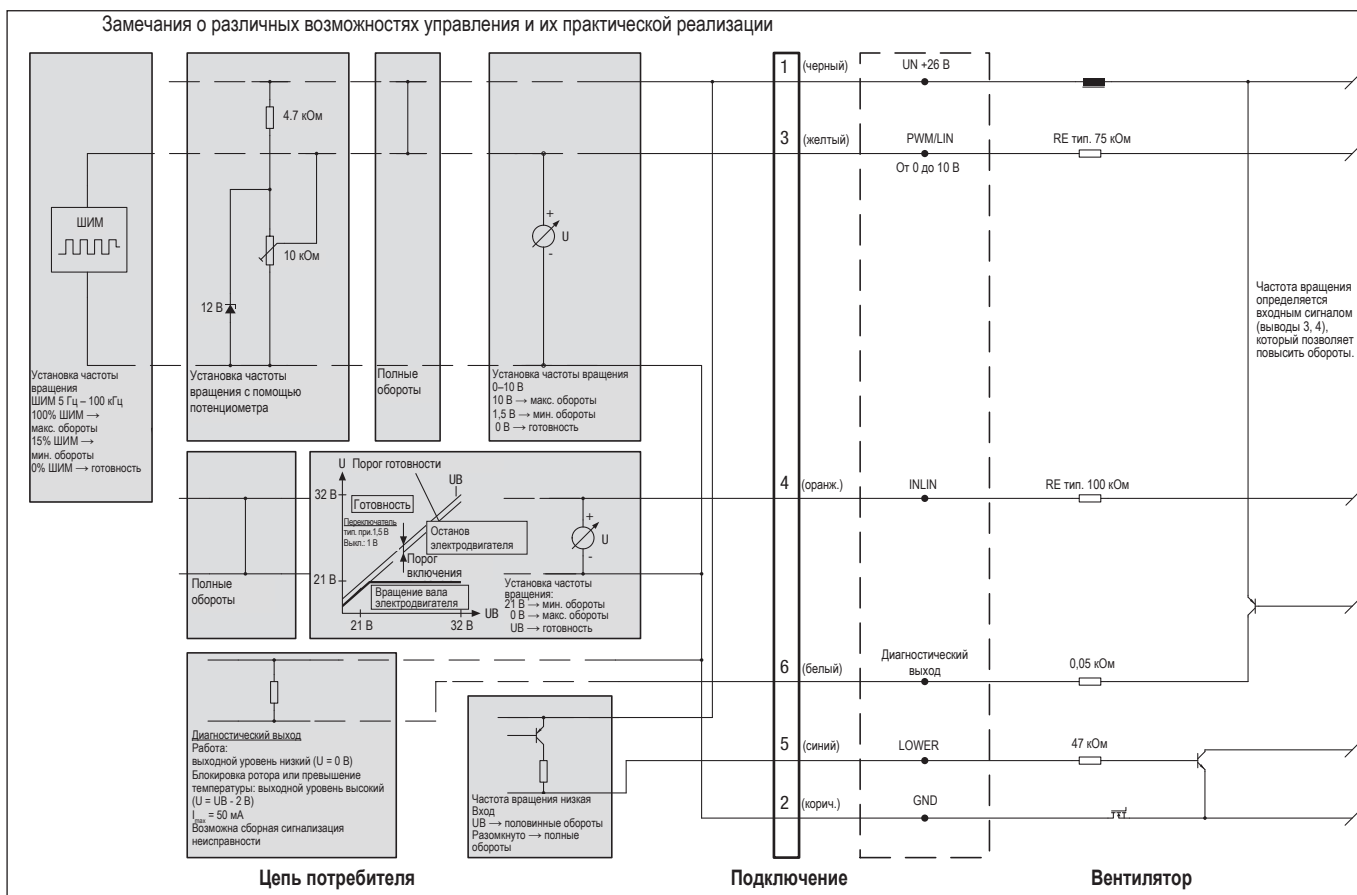 Замечания о различных возможностях управления и их практической реализации
ШИМ
Установка частоты
вращения
ШИМ 5 Гц – 100 кГц
100% ШИМ →
макс. обороты
15% ШИМ →
мин. обороты
0% ШИМ → готовность
4.7 кОм
10 кОм
12 В
Установка частоты
вращения с помощью
потенциометра
Полные
обороты
+
U
-
Установка частоты вращения
0–10 В
10 В → макс. обороты
1,5 В → мин. обороты
0 В → готовность
Полные
обороты
U
Порог готовности
UB
32 В
Готовность
Переключатель
тип. при.1,5 В
Выкл.: 1 В
Останов
электродвигателя
Порог
включения
21 В
Вращение вала
электродвигателя
UB
21 В
32 В
+
U
-
Установка частоты
вращения:
21 В → мин. обороты
0 В → макс. обороты
UB → готовность
Диагностический выход
Работа:
выходной уровень низкий (U = 0 В)
Блокировка ротора или превышение
температуры: выходной уровень высокий
(U = UB - 2 В)
Imax = 50 мА
Возможна сборная сигнализация
неисправности
Частота вращения низкая
Вход
UB → половинные обороты
Разомкнуто → полные
обороты
1 (черный) UN +26 В
3 (желтый) PWM/LIN RE тип. 75 кОм
От 0 до 10 В
Частота вращения
определяется
входным сигналом
(выводы 3, 4),
который позволяет
повысить обороты.
4 (оранж.) INLIN RE тип. 100 кОм
6 (белый) Диагностический
выход
0,05 кОм
5 (синий) LOWER 47 кОм
2 (корич.) GND
Цепь потребителя
Подключение
Вентилятор